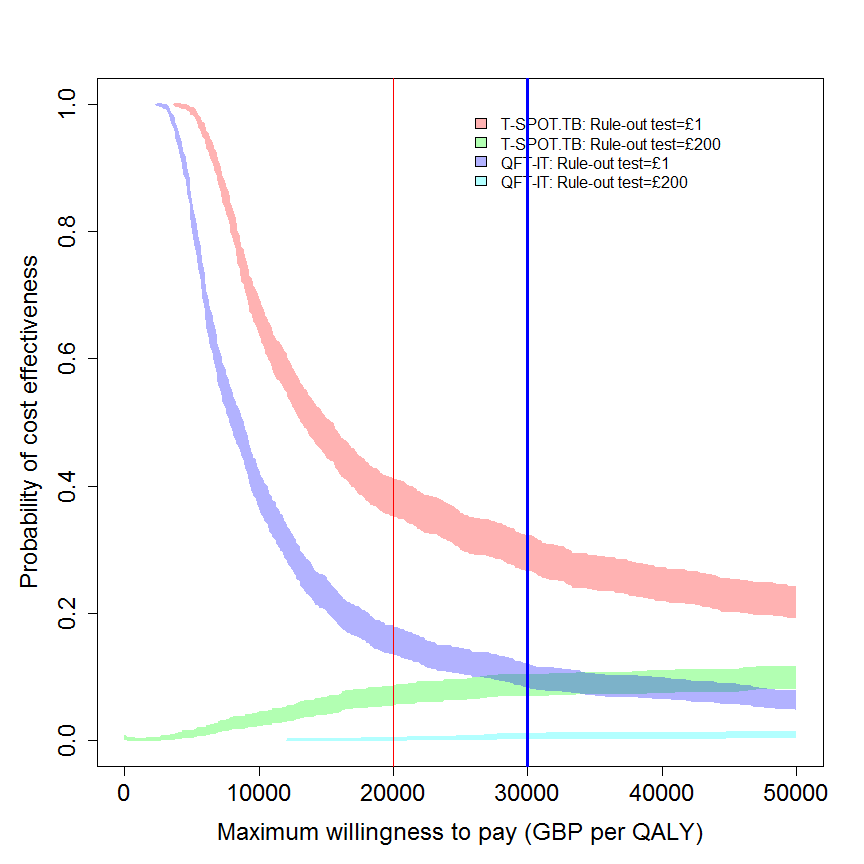 T-SPOT.TB: Rule-out test=£1
T-SPOT.TB: Rule-out test=£200
QFT-IT: Rule-out test=£1
QFT-IT: Rule-out test=£200
Probability of cost effectiveness
1.0
0.8
0.6
0.4
0.2
0.0
0 10000 20000 30000 40000 50000
Maximum willingness to pay (GBP per QALY)